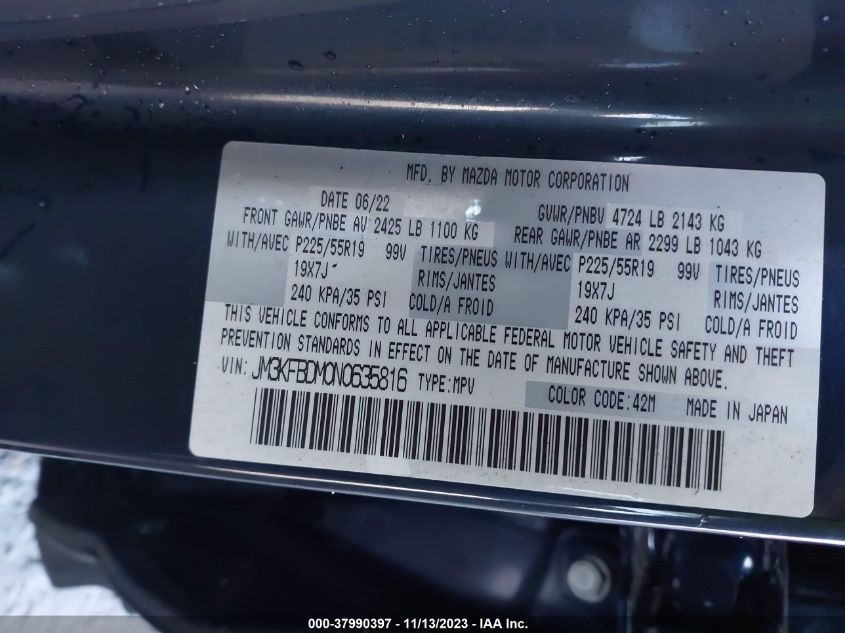 MFD. BY MAZDA MOTOR CORPORATION
DATE 06/22 GVWR/PNBV 4724 LB 2143 KG
FRONT GAWR/PNBE AV 2425 LB 1100 KG REAR GAWR/PNBE AR 2299 LB 1043 KG
WITH/AVEC P225/55R19 99V TIRES/PNEUS WITH/AVEC P225/55R19 99V TIRES/PNEUS
19X7J RIMS/JANTES 19X7J RIMS/JANTES
240 KPA/35 PSI COLD/A FROID 240 KPA/35 PSI COLD/A FROID
THIS VEHICLE CONFORMS TO ALL APPLICABLE FEDERAL MOTOR VEHICLE SAFETY AND THEFT
PREVENTION STANDARDS IN EFFECT ON THE DATE OF MANUFACTURE SHOWN ABOVE.
VIN: JM3KFBDM0N0635816 TYPE:MPV COLOR CODE:42M MADE IN JAPAN
000-37990397 - 11/13/2023 - IAA Inc.